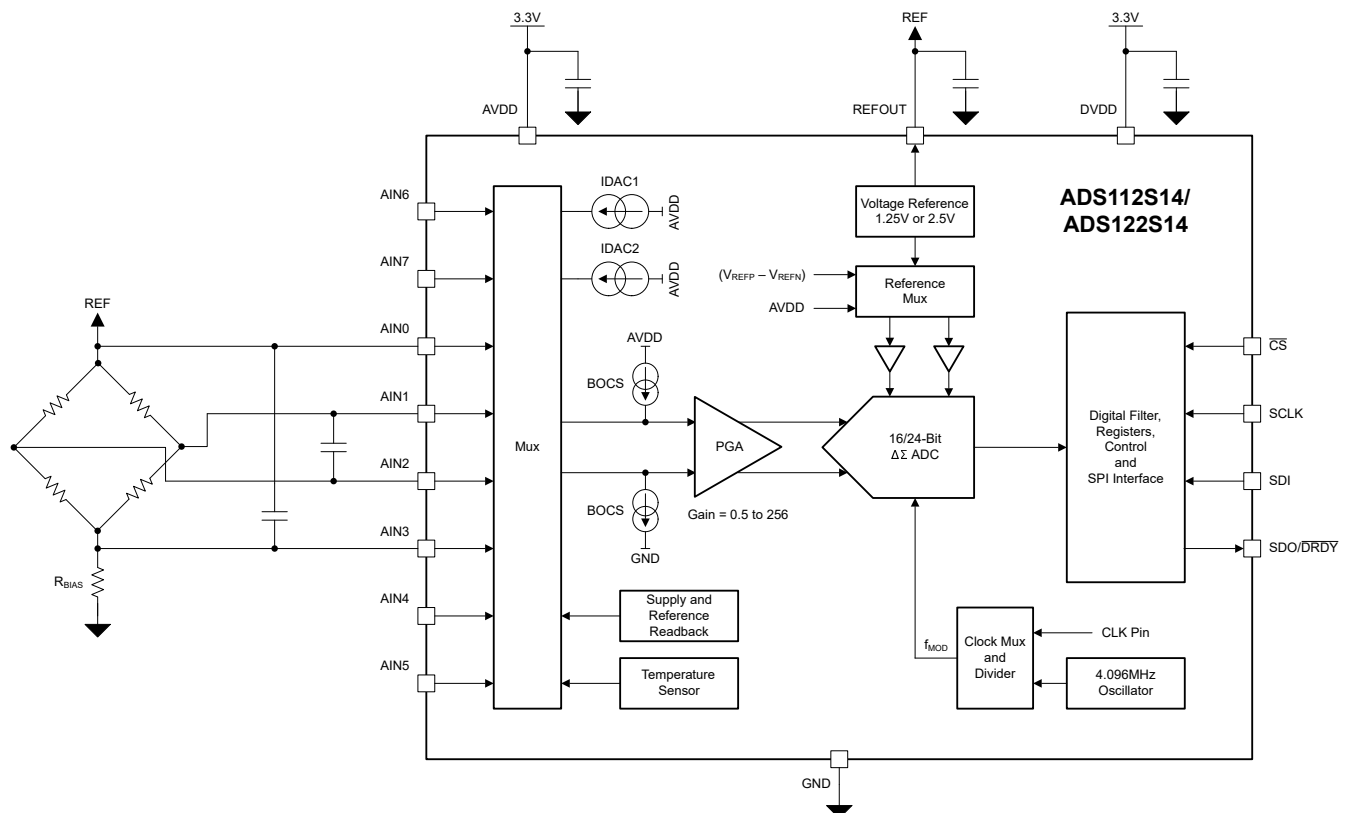 3.3V
REF
3.3V
AVDD
REFOUT
DVDD
ADS112S14/
ADS122S14
AIN6
IDAC1
AVDD
Voltage Reference
1.25V or 2.5V
AIN7
IDAC2
AVDD
(VREFP – VREFN)
AVDD
Reference
Mux
REF
AIN0
AVDD
BOCS
CS
AIN1
SCLK
Mux
PGA
16/24-Bit
ΔΣ ADC
Digital Filter,
Registers,
Control
and
SPI Interface
AIN2
SDI
BOCS
GND
Gain = 0.5 to 256
AIN3
SDO/DRDY
RBIAS
AIN4
Supply and
Reference
Readback
fMOD
Clock Mux
and
Divider
CLK Pin
AIN5
Temperature
Sensor
4.096MHz
Oscillator
GND